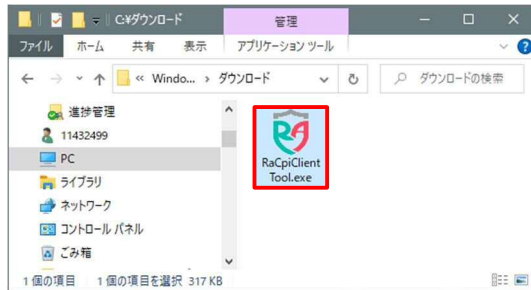 C:¥ダウンロード
管理
ファイル ホーム 共有 表示 アプリケーション ツール
« Windo... › ダウンロード
ダウンロードの検索
進捗管理
11432499
PC
ライブラリ
ネットワーク
コントロール パネル
ごみ箱
RA
RaCpiClient
Tool.exe
1 個の項目 1 個の項目を選択 317 KB